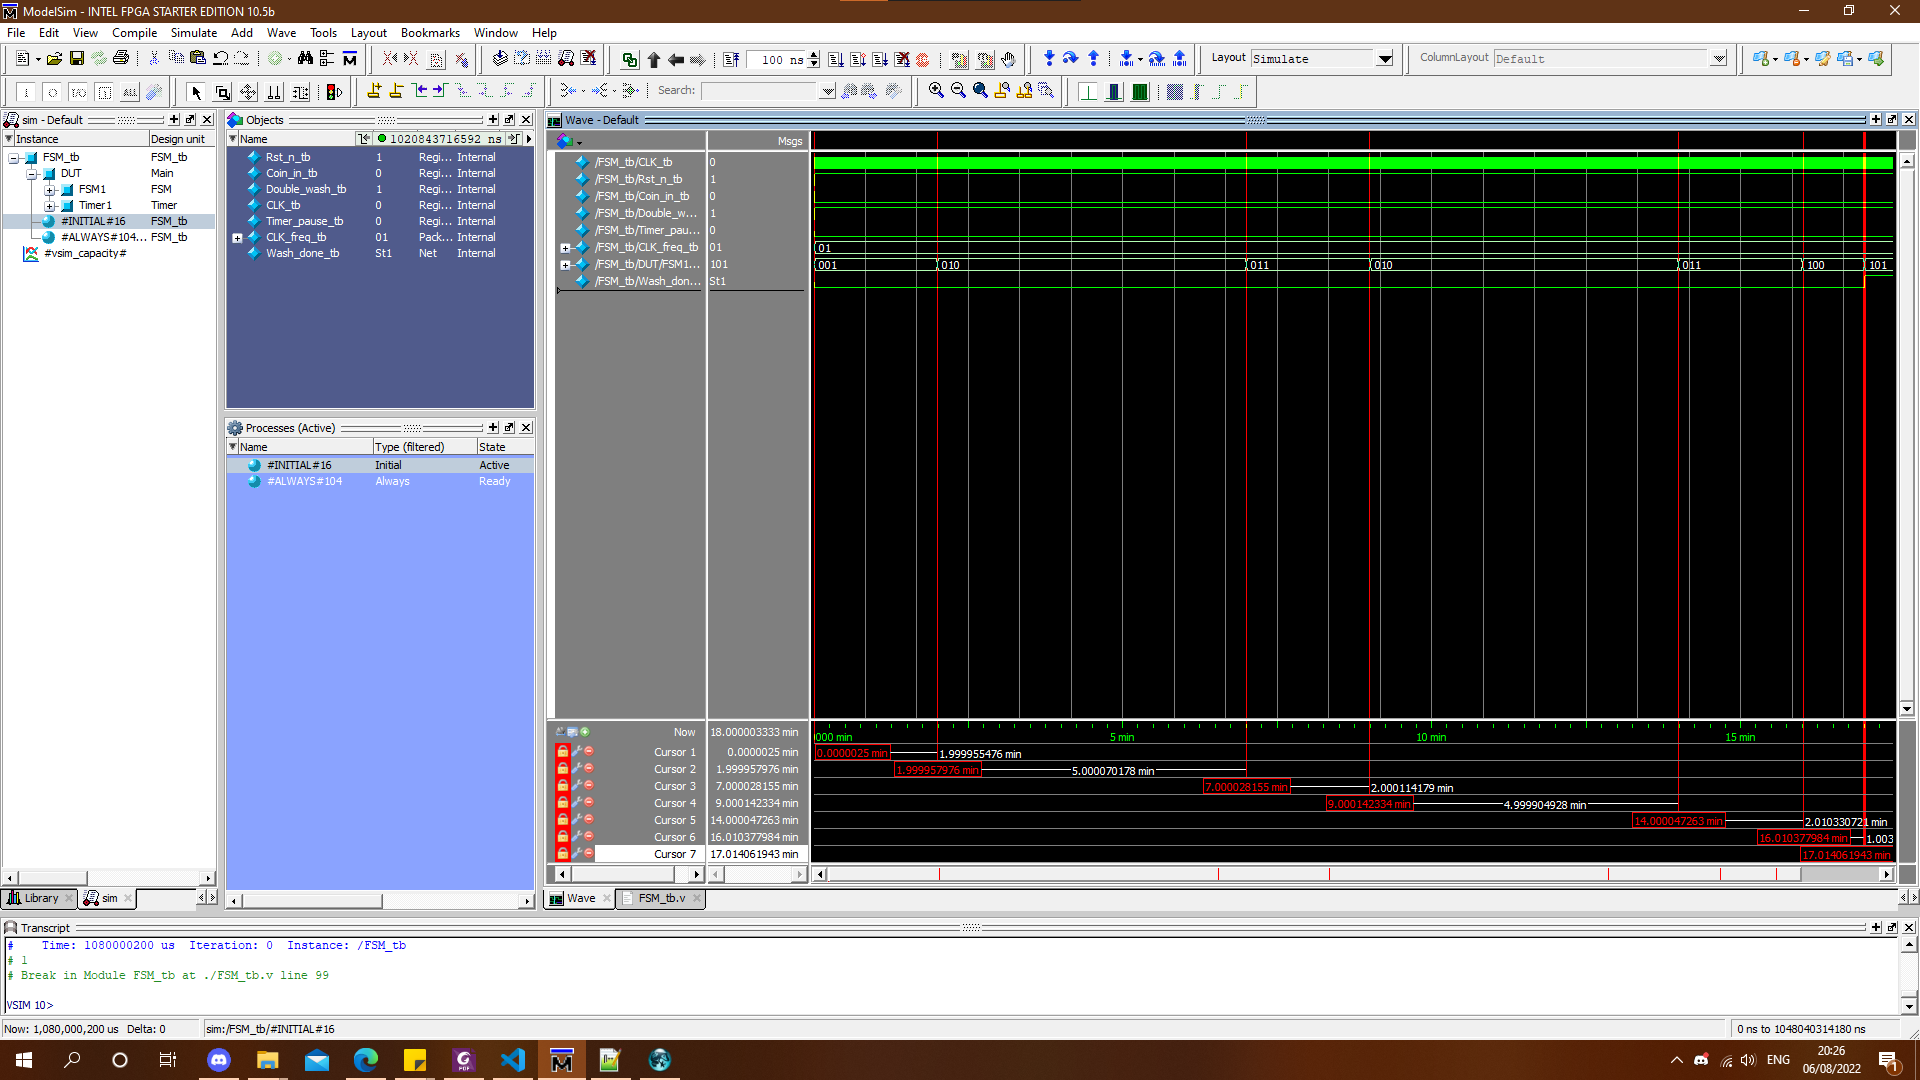 ModelSim - INTEL FPGA STARTER EDITION 10.5b
File Edit View Compile Simulate Add Wave Tools Layout Bookmarks Window Help
100 ns
Layout Simulate
ColumnLayout Default
Search:
sim - Default
Instance Design unit
FSM_tb FSM_tb
DUT Main
FSM1 FSM
Timer1 Timer
#INITIAL#16 FSM_tb
#ALWAYS#104... FSM_tb
#vsim_capacity#
Library sim
Objects
Name 1020843716592 ns
Rst_n_tb 1 Regi... Internal
Coin_in_tb 0 Regi... Internal
Double_wash_tb 1 Regi... Internal
CLK_tb 0 Regi... Internal
Timer_pause_tb 0 Regi... Internal
CLK_freq_tb 01 Pack... Internal
Wash_done_tb St1 Net Internal
Processes (Active)
Name Type (filtered) State
#INITIAL#16 Initial Active
#ALWAYS#104 Always Ready
Wave - Default
Msgs
/FSM_tb/CLK_tb 0
/FSM_tb/Rst_n_tb 1
/FSM_tb/Coin_in_tb 0
/FSM_tb/Double_w... 1
/FSM_tb/Timer_pau... 0
/FSM_tb/CLK_freq_tb 01 01
/FSM_tb/DUT/FSM1... 101 001 010 011 010 011 100 101
/FSM_tb/Wash_don... St1
Now 18.000003333 min 000 min 5 min 10 min 15 min
Cursor 1 0.0000025 min 0.0000025 min 1.999955476 min
Cursor 2 1.999957976 min 1.999957976 min 5.000070178 min
Cursor 3 7.000028155 min 7.000028155 min 2.000114179 min
Cursor 4 9.000142334 min 9.000142334 min 4.999904928 min
Cursor 5 14.000047263 min 14.000047263 min 2.010330721 min
Cursor 6 16.010377984 min 16.010377984 min 1.003
Cursor 7 17.014061943 min 17.014061943 min
Wave FSM_tb.v
Transcript
# Time: 1080000200 us Iteration: 0 Instance: /FSM_tb
# 1
# Break in Module FSM_tb at ./FSM_tb.v line 99
VSIM 10>
Now: 1,080,000,200 us Delta: 0 sim:/FSM_tb/#INITIAL#16 0 ns to 1048040314180 ns
ENG
20:26
06/08/2022
1